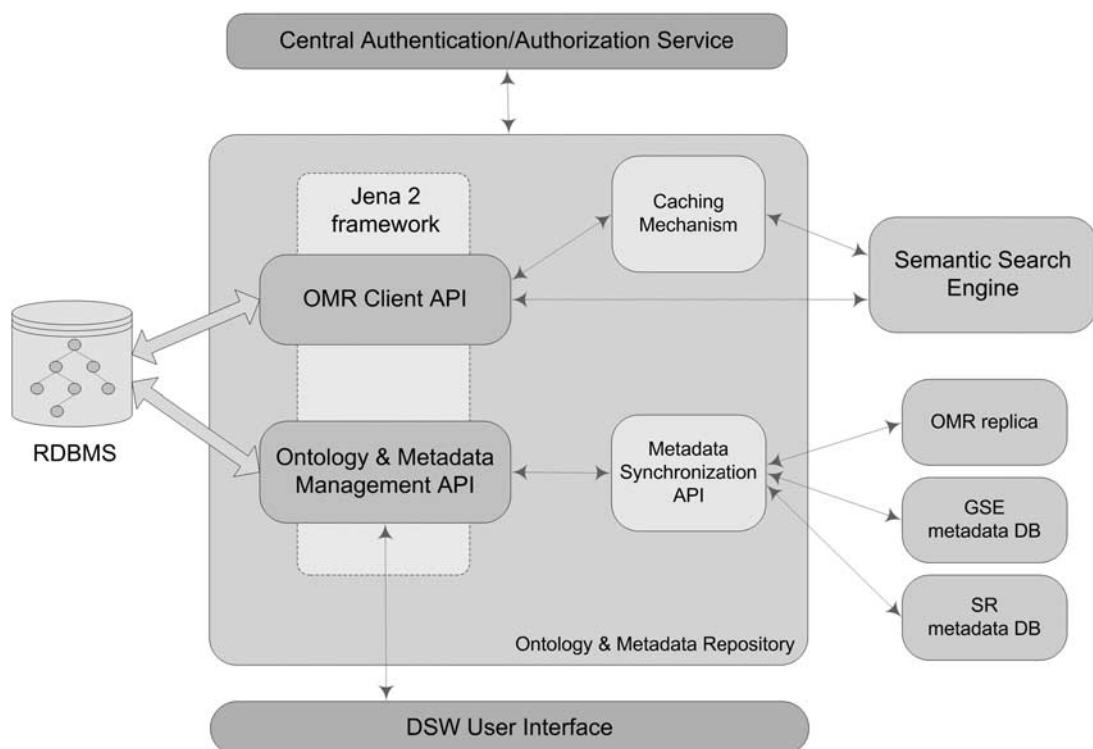 Central Authentication/Authorization Service
Jena 2
framework
Caching
Mechanism
OMR Client API
Semantic Search
Engine
RDBMS
Ontology & Metadata
Management API
Metadata
Synchronization
API
OMR replica
GSE
metadata DB
SR
metadata DB
Ontology & Metadata Repository
DSW User Interface